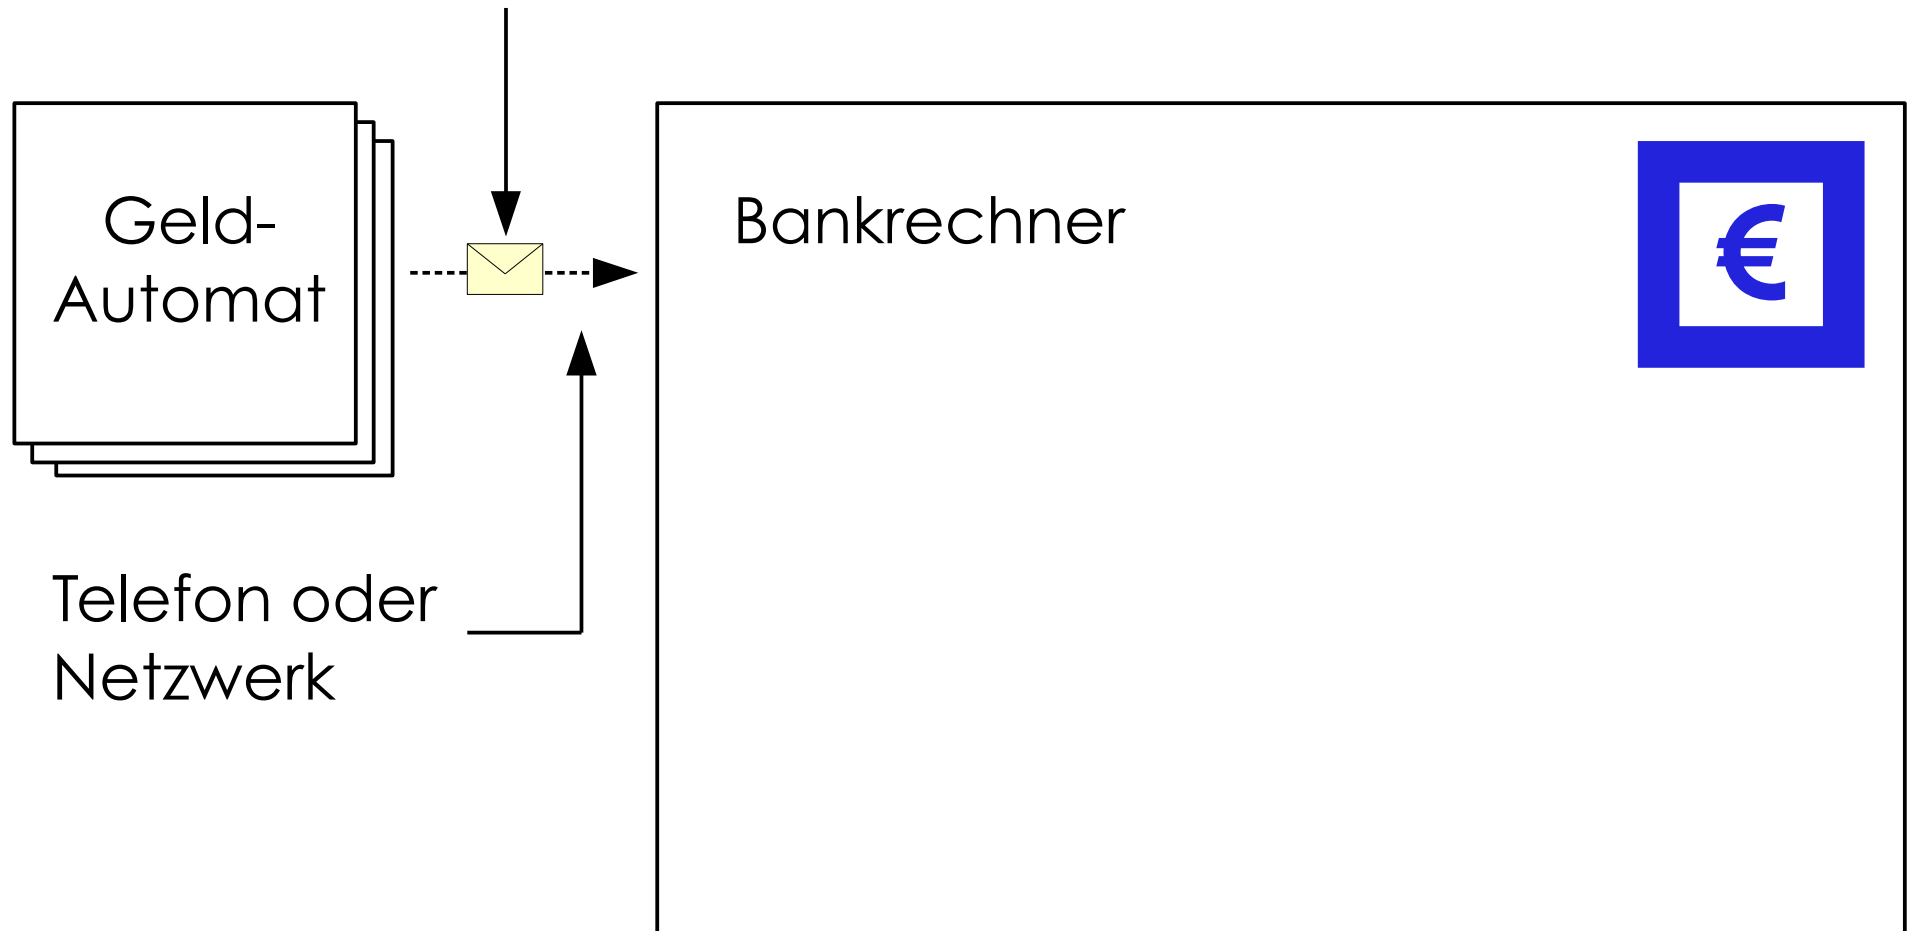 Geld-
Automat
Bankrechner
€
Telefon oder
Netzwerk